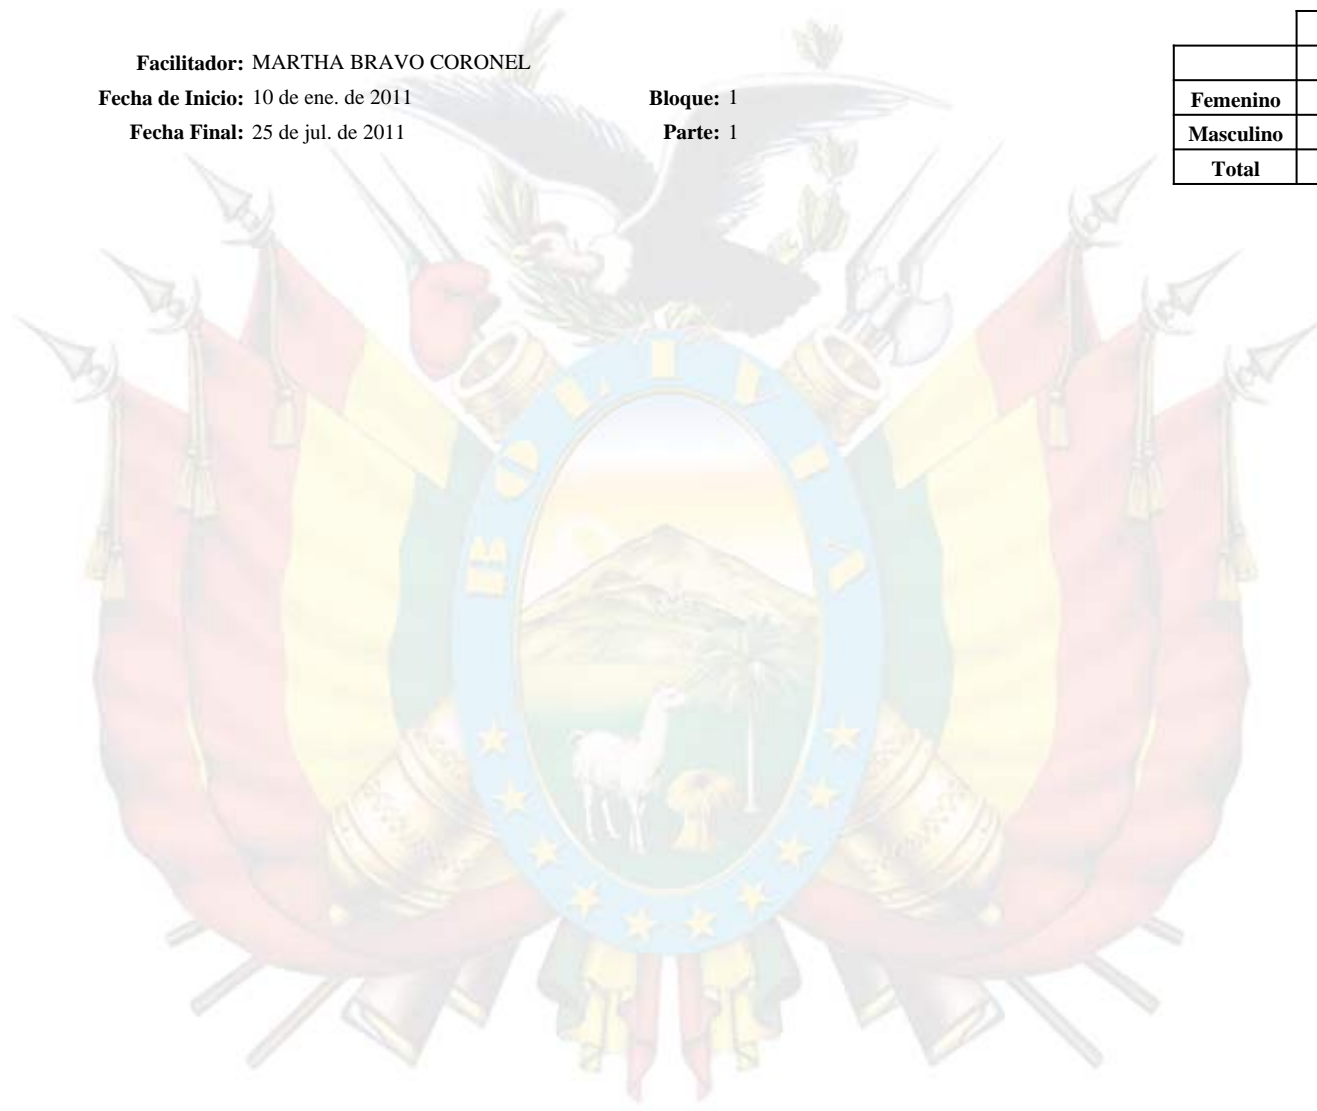 Facilitador: MARTHA BRAVO CORONEL
Fecha de Inicio: 10 de ene. de 2011 Bloque: 1
Fecha Final: 25 de jul. de 2011 Parte: 1
Femenino
Masculino
Total
BOLIVIA